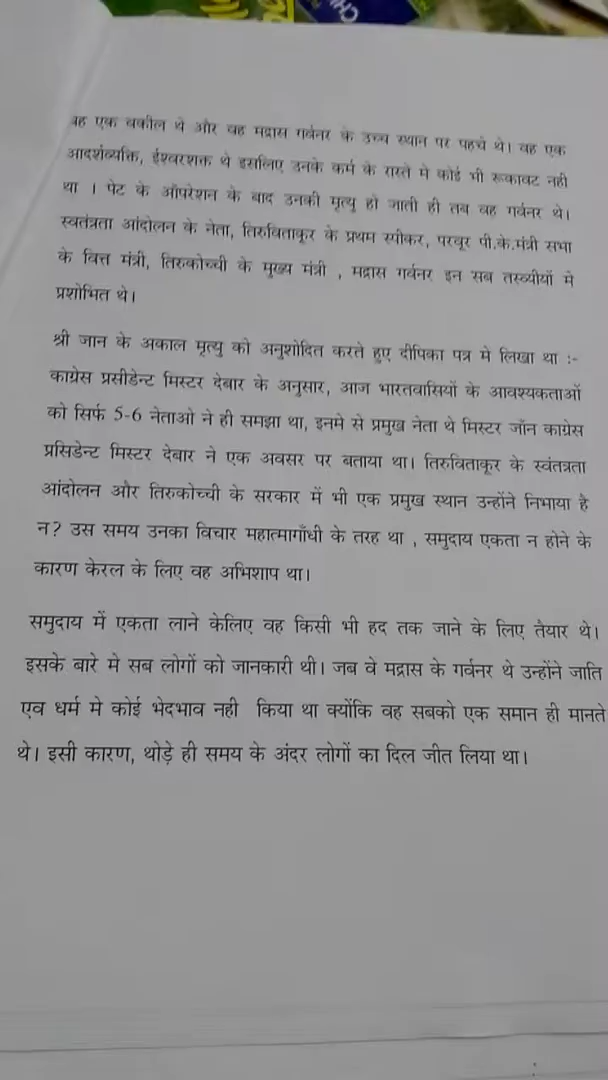 वह एक वकील थे और वह मद्रास गर्वनर के उच्च स्थान पर पहचे थे। वह एक
आदर्शव्यक्ति, ईश्वरशक्त थे इसलिए उनके कर्म के रास्ते मे कोई भी रूकावट नही
था । पेट के ऑपरेशन के बाद उनकी मृत्यु हो जाती ही तब वह गर्वनर थे।
स्वतंत्रता आंदोलन के नेता, तिरुविताकूर के प्रथम स्पीकर, परवूर पी.के.मंत्री सभा
के वित्त मंत्री, तिरुकोच्ची के मुख्य मंत्री , मद्रास गर्वनर इन सब तस्व्यीयों मे
प्रशोभित थे।
श्री जान के अकाल मृत्यु को अनुशोदित करते हुए दीपिका पत्र मे लिखा था :-
काग्रेस प्रसीडेन्ट मिस्टर देबार के अनुसार, आज भारतवासियों के आवश्यकताओं
को सिर्फ 5-6 नेताओ ने ही समझा था, इनमे से प्रमुख नेता थे मिस्टर जॉन काग्रेस
प्रसिडेन्ट मिस्टर देबार ने एक अवसर पर बताया था। तिरुविताकूर के स्वंतत्रता
आंदोलन और तिरुकोच्ची के सरकार में भी एक प्रमुख स्थान उन्होंने निभाया है
न? उस समय उनका विचार महात्मागाँधी के तरह था , समुदाय एकता न होने के
कारण केरल के लिए वह अभिशाप था।
समुदाय में एकता लाने केलिए वह किसी भी हद तक जाने के लिए तैयार थे।
इसके बारे मे सब लोगों को जानकारी थी। जब वे मद्रास के गर्वनर थे उन्होंने जाति
एव धर्म मे कोई भेदभाव नही किया था क्योंकि वह सबको एक समान ही मानते
थे। इसी कारण, थोड़े ही समय के अंदर लोगों का दिल जीत लिया था।